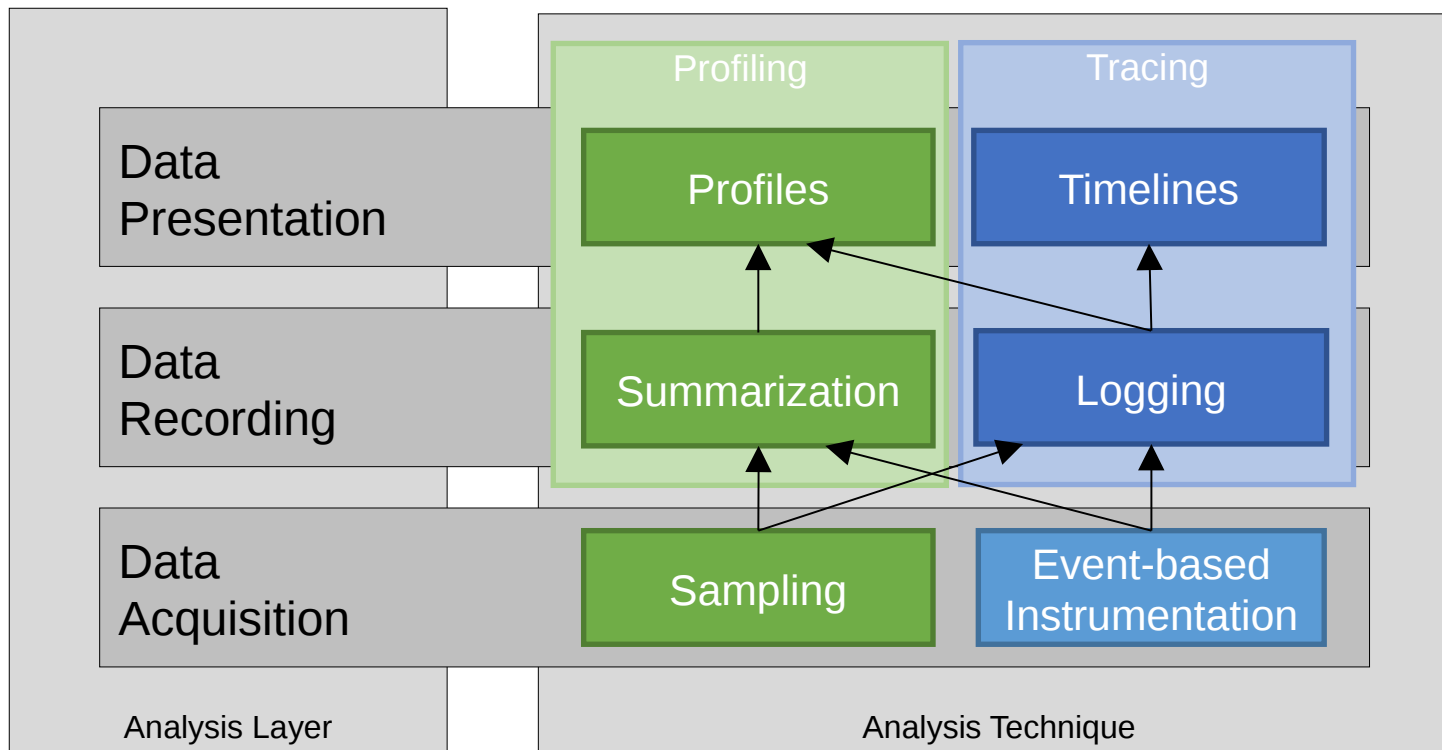 Profiling
Tracing
Data
Presentation
Profiles
Timelines
Data
Recording
Summarization
Logging
Data
Acquisition
Sampling
Event-based
Instrumentation
Analysis Layer
Analysis Technique